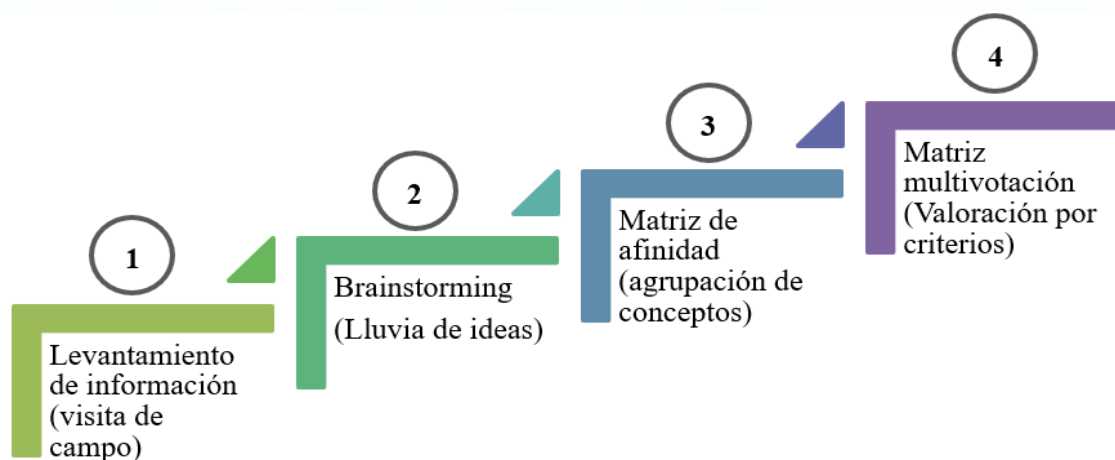 1
Levantamiento
de información
(visita de
campo)
2
Brainstorming
(Lluvia de ideas)
3
Matriz de
afinidad
(agrupación de
conceptos)
4
Matriz
multivotación
(Valoración por
criterios)